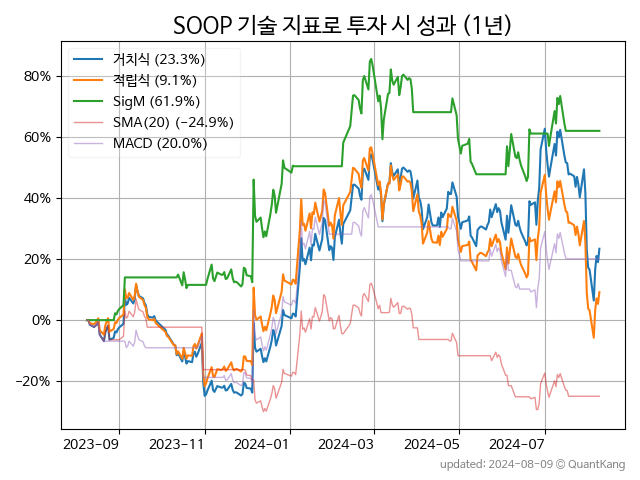 SOOP 기술 지표로 투자 시 성과 (1년)
거치식 (23.3%)
적립식 (9.1%)
SigM (61.9%)
SMA(20) (−24.9%)
MACD (20.0%)
80%
60%
40%
20%
0%
−20%
2023-09 2023-11 2024-01 2024-03 2024-05 2024-07
updated: 2024-08-09 @ QuantKang